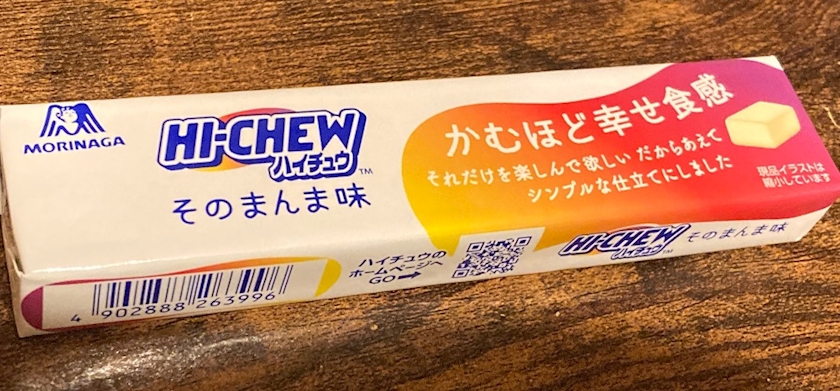 MORINAGA
HI-CHEW
ハイチュウ™
そのまんま味
かむほど幸せ食感
それだけを楽しんで欲しい だからあえて
シンプルな仕立てにしました
現品イラストは
縮小しています
4 902888 263996
ハイチュウの
ホームページへ
GO→
HI-CHEW
ハイチュウ™
そのまんま味